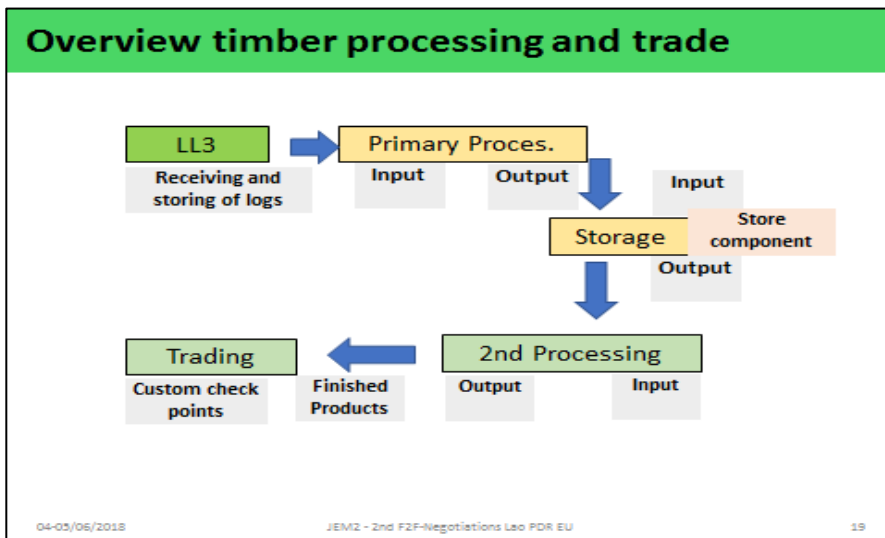 Overview timber processing and trade
LL3
Receiving and
storing of logs
Primary Proces.
Input
Output
Input
Storage
Store
component
Output
2nd Processing
Output
Input
Finished
Products
Trading
Custom check
points
04-05/06/2018
JEM2 - 2nd F2F-Negotiations Lao PDR EU
19